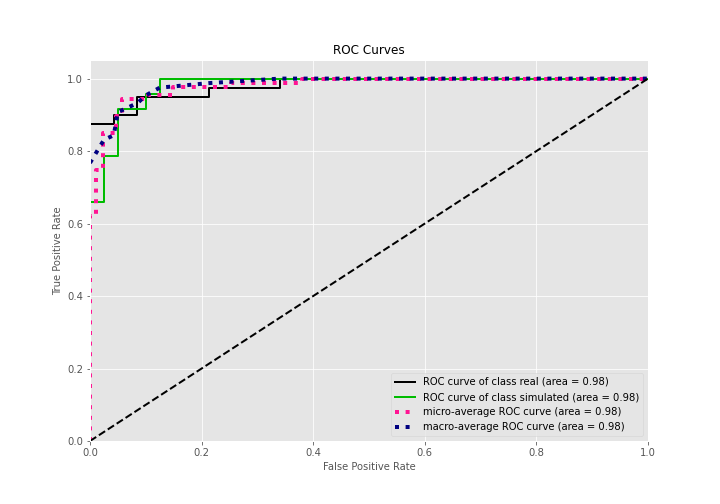 ROC Curves
True Positive Rate
1.0
0.8
0.6
0.4
0.2
0.0
0.0 0.2 0.4 0.6 0.8 1.0
False Positive Rate
ROC curve of class real (area = 0.98)
ROC curve of class simulated (area = 0.98)
micro-average ROC curve (area = 0.98)
macro-average ROC curve (area = 0.98)